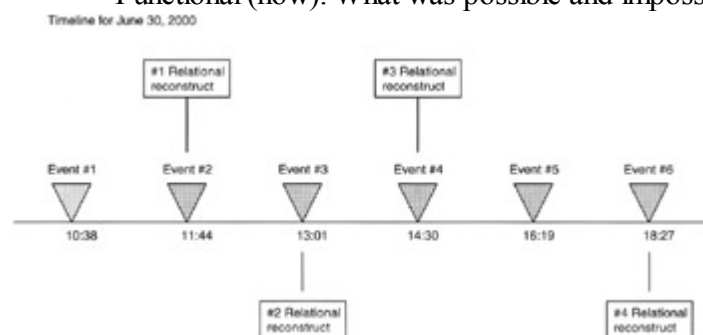 Functional (how): What was possible and
Timeline for June 30, 2000
#1 Relational
reconstruct
#3 Relational
reconstruct
Event #1 Event #2 Event #3 Event #4 Event #5 Event #6
10:38 11:44 13:01 14:30 16:19 18:27
#2 Relational
reconstruct
#4 Relational
reconstruct